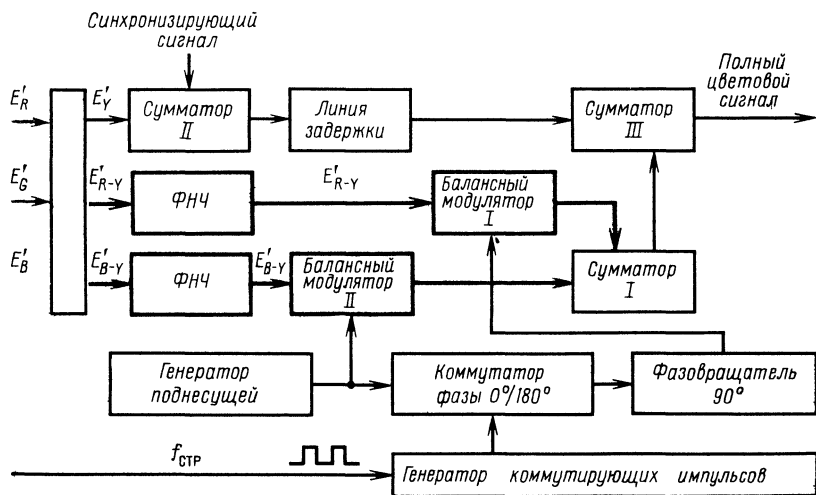 Синхронизирующий
сигнал
Полный
цветовой
сигнал
E'R
E'Y
Сумматор
II
Линия
задержки
Сумматор
III
E'G
E'R-Y
ФНЧ
E'R-Y
Балансный
модулятор
I
E'B
E'B-Y
ФНЧ
E'B-Y
Балансный
модулятор
II
Сумматор
I
Генератор
поднесущей
Коммутатор
фазы 0°/180°
Фазовращатель
90°
fСТР
Генератор коммутирующих импульсов